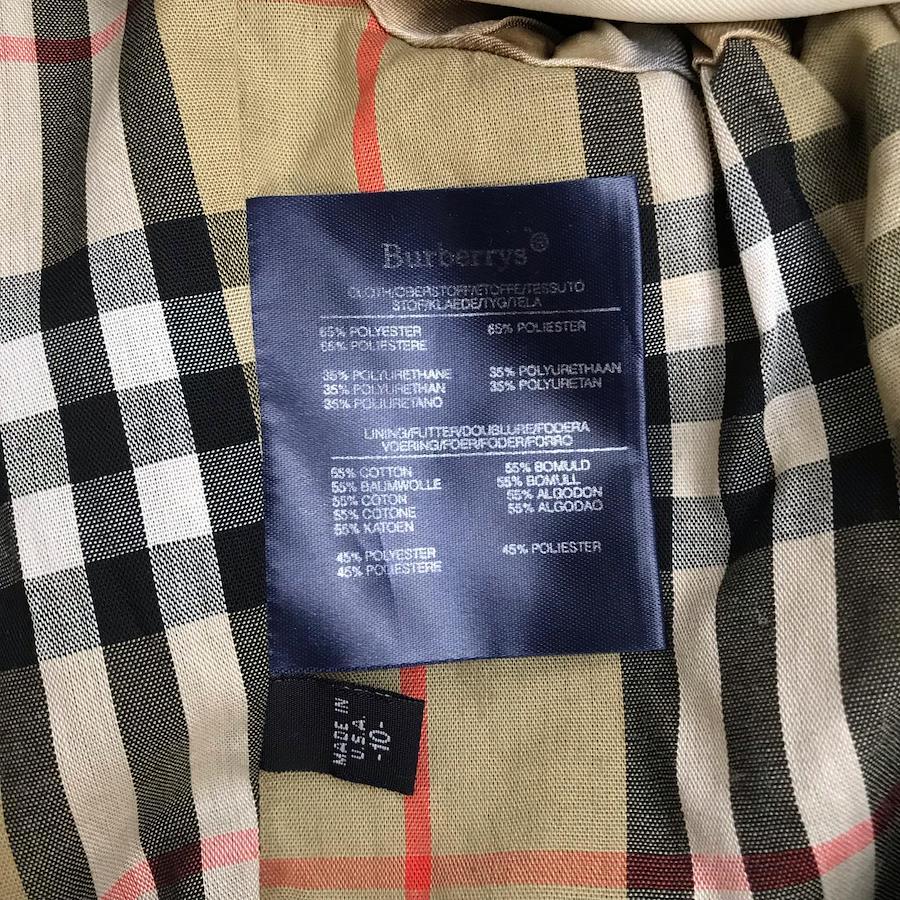 Burberrys®
CLOTH/OBERSTOFF/ETOFFE/TESSUTO
STOF/KLAEDE/TYG/TELA
65% POLYESTER 65% POLIESTER
65% POLIESTERE
35% POLYURETHANE 35% POLYURETHAAN
35% POLYURETHAN 35% POLYURETAN
35% POLIURETANO
LINING/FUTTER/DOUBLURE/FODERA
VOERING/FOER/FODER/FORRO
55% COTTON 55% BOMULD
55% BAUMWOLLE 55% BOMULL
55% COTON 55% ALGODON
55% COTONE 55% ALGODAO
55% KATOEN
45% POLYESTER 45% POLIESTER
45% POLIESTERE
MADE IN
U.S.A.
-10-